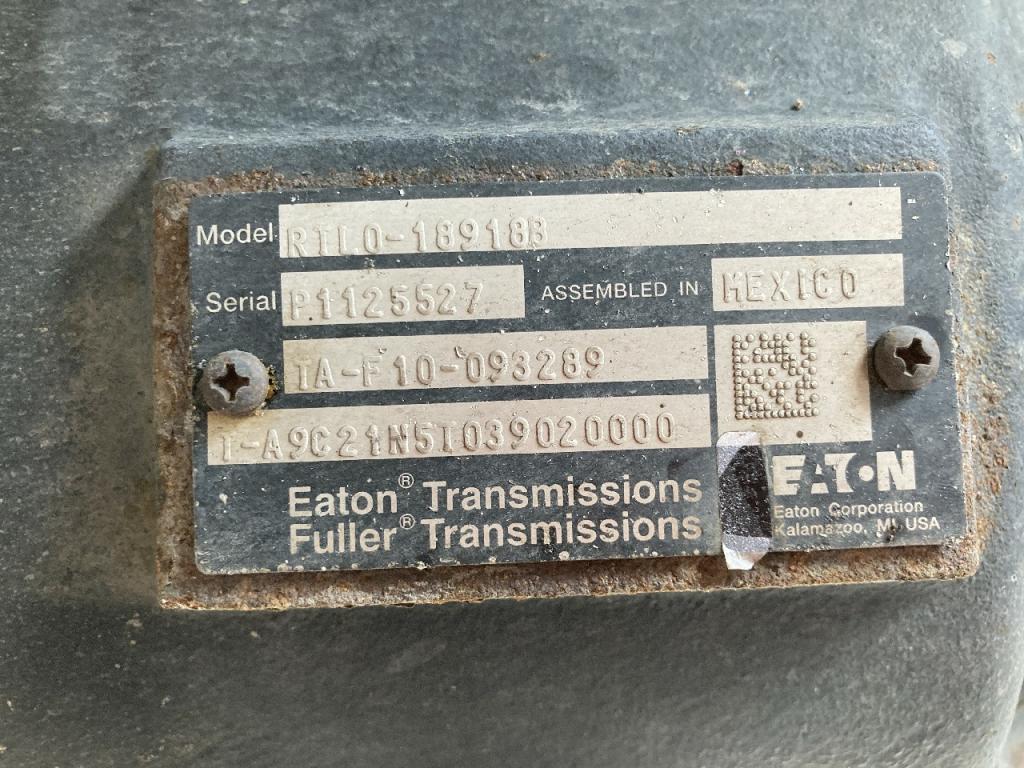 Model RTLO-18918B
Serial P1125527 ASSEMBLED IN MEXICO
TA-F10-093289
T-A9C21N5T039020000
Eaton® Transmissions
Fuller® Transmissions
EATON
Eaton Corporation
Kalamazoo, MI, USA